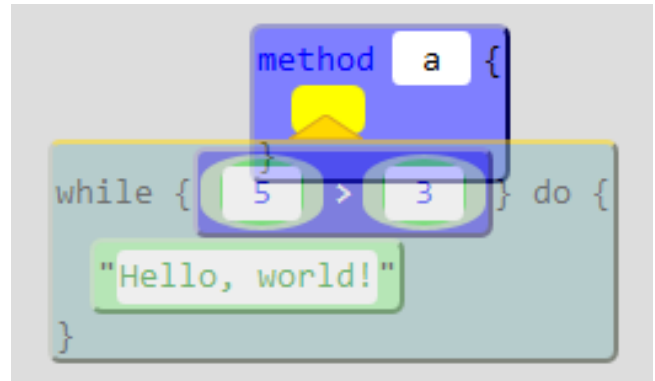 method a {
}
while { 5 > 3 } do {
"Hello, world!"
}